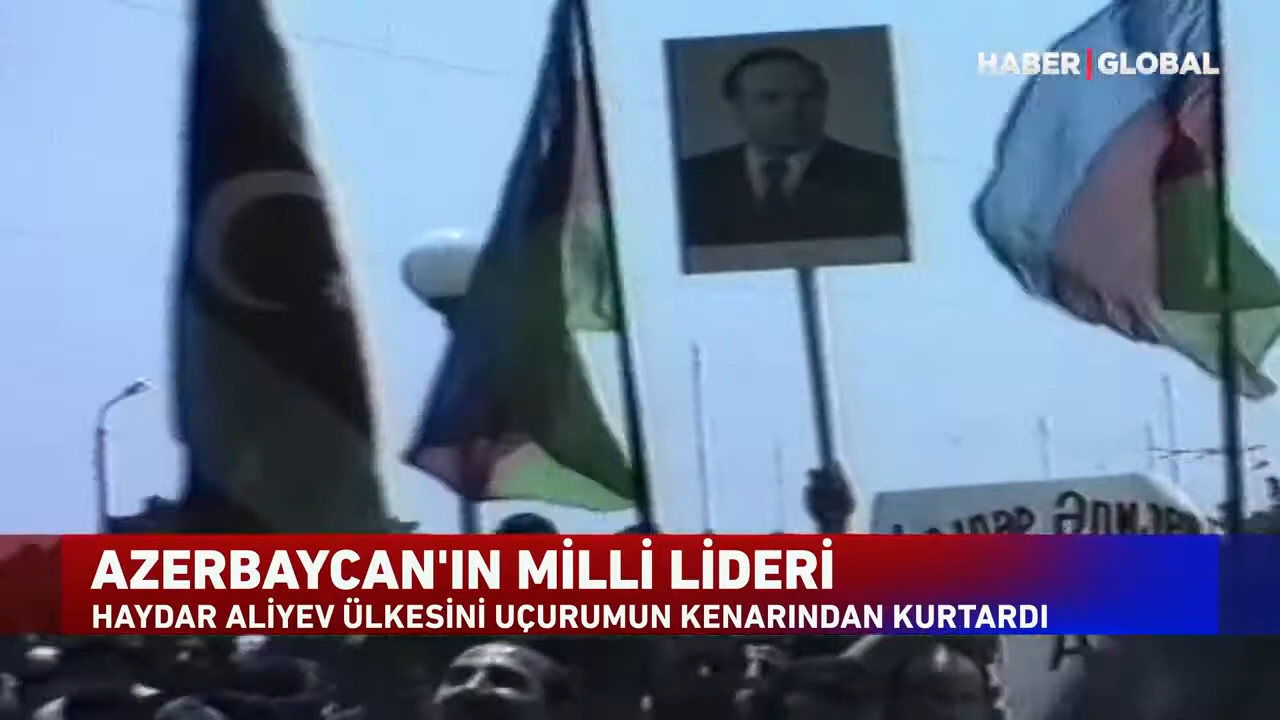 HABER|GLOBAL
AZERBAYCAN'IN MİLLİ LİDERİ
HAYDAR ALİYEV ÜLKESİNİ UÇURUMUN KENARINDAN KURTARDI